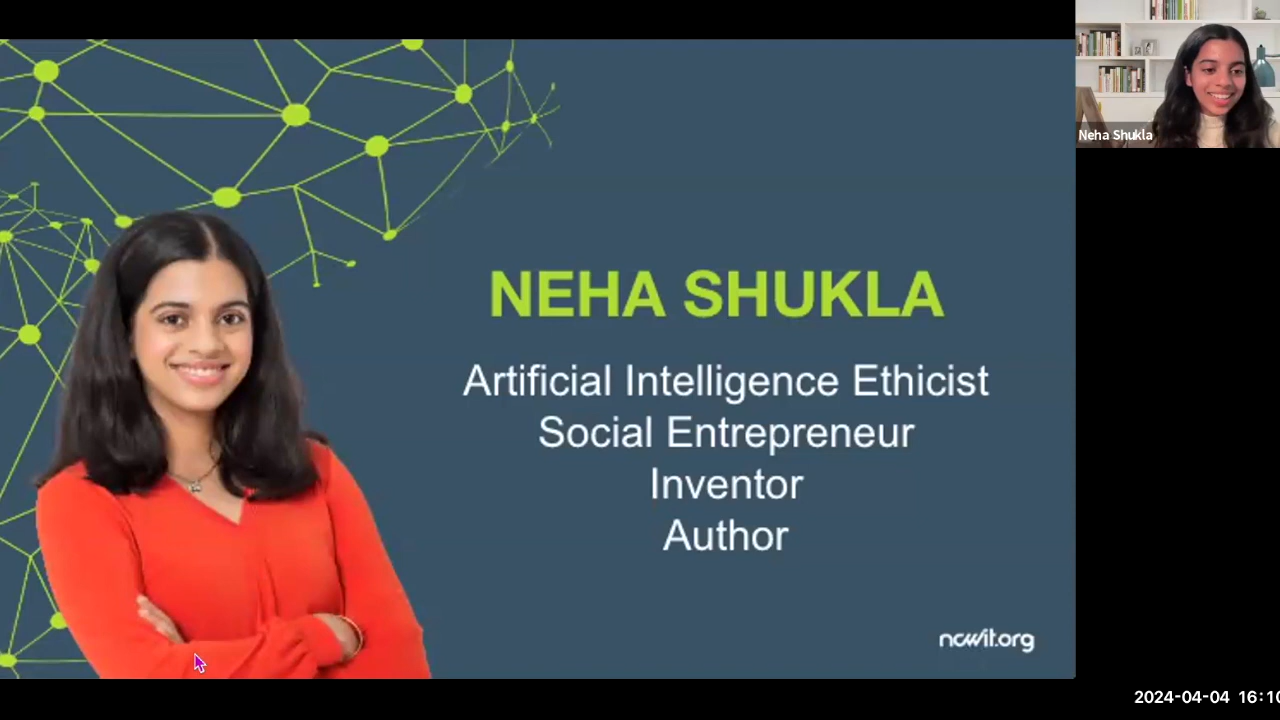 Neha Shukla
NEHA SHUKLA
Artificial Intelligence Ethicist
Social Entrepreneur
Inventor
Author
ncwit.org
2024-04-04 16:10